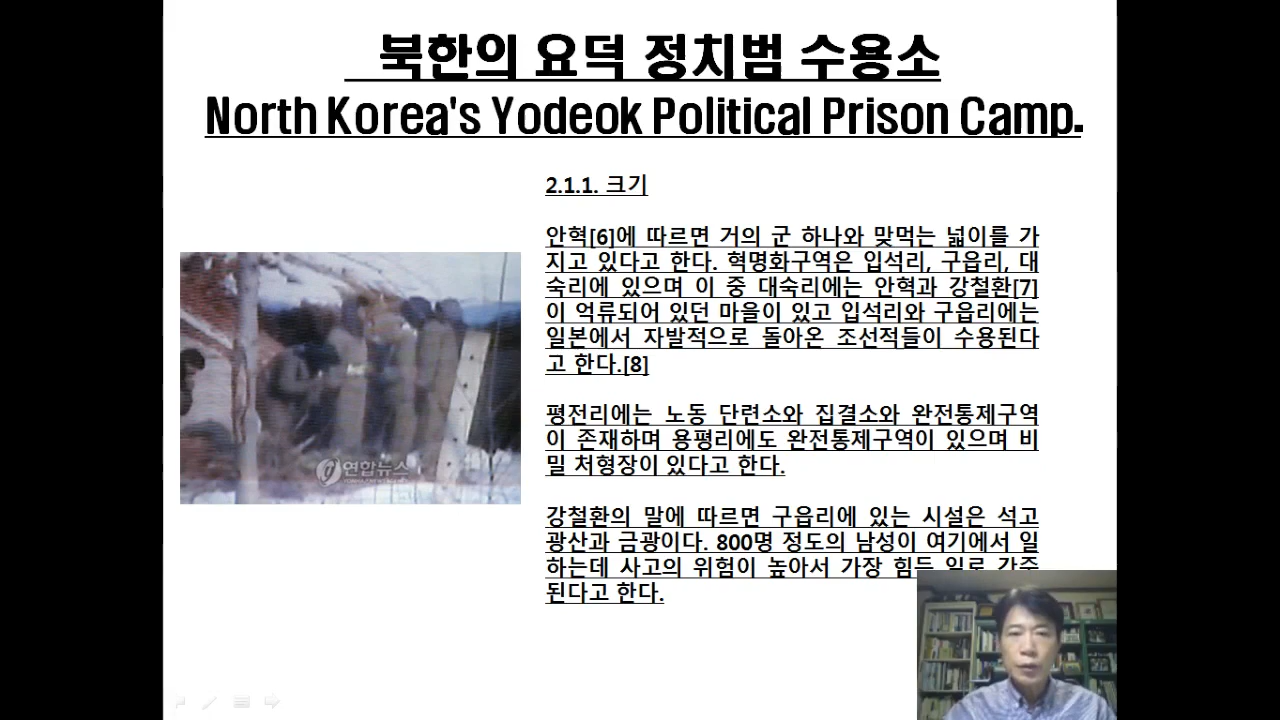 북한의 요덕 정치범 수용소
North Korea's Yodeok Political Prison Camp.
2.1.1. 크기
안혁[6]에 따르면 거의 군 하나와 맞먹는 넓이를 가
지고 있다고 한다. 혁명화구역은 입석리, 구읍리, 대
숙리에 있으며 이 중 대숙리에는 안혁과 강철환[7]
이 억류되어 있던 마을이 있고 입석리와 구읍리에는
일본에서 자발적으로 돌아온 조선적들이 수용된다
고 한다.[8]
평전리에는 노동 단련소와 집결소와 완전통제구역
이 존재하며 용평리에도 완전통제구역이 있으며 비
밀 처형장이 있다고 한다.
강철환의 말에 따르면 구읍리에 있는 시설은 석고
광산과 금광이다. 800명 정도의 남성이 여기에서 일
하는데 사고의 위험이 높아서 가장 힘든 일로 간주
된다고 한다.
연합뉴스